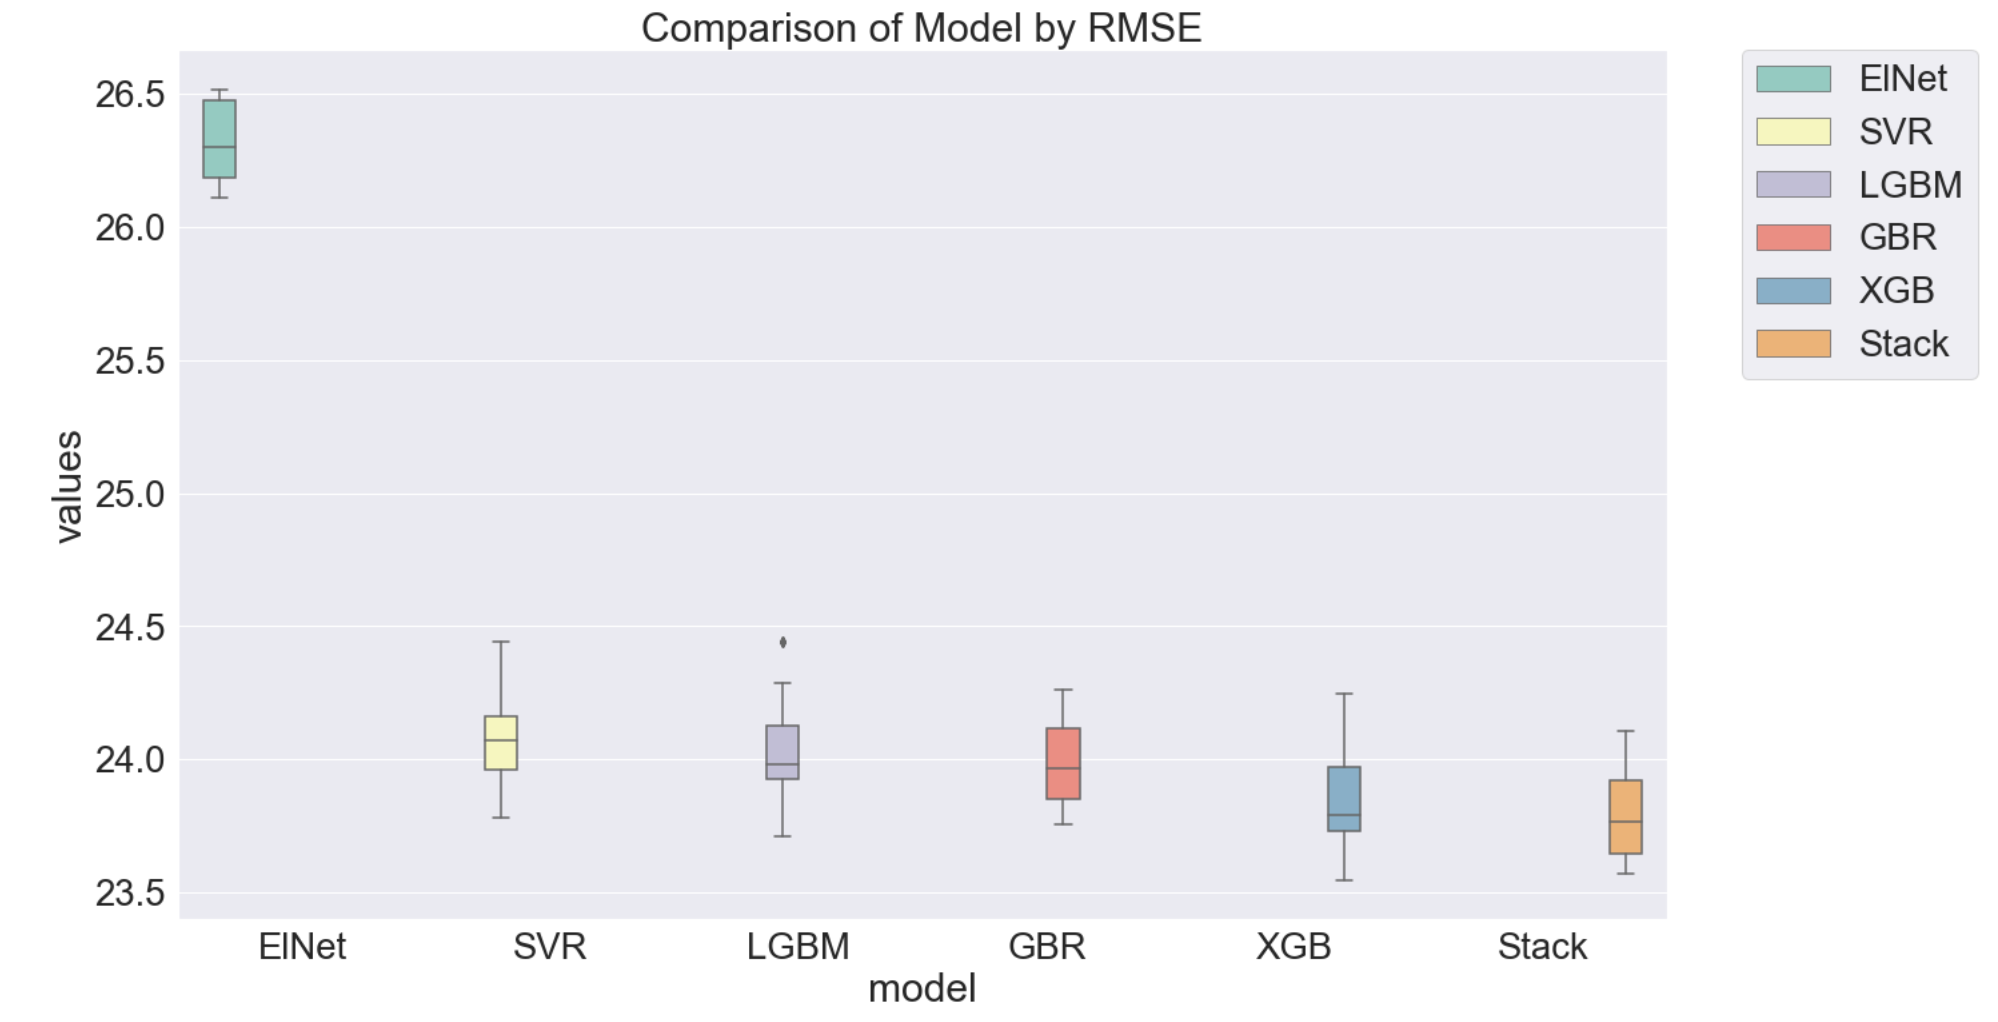 Comparison of Model by RMSE
26.5
26.0
25.5
25.0
24.5
24.0
23.5
values
ElNet
SVR
LGBM
GBR
XGB
Stack
model
ElNet
SVR
LGBM
GBR
XGB
Stack